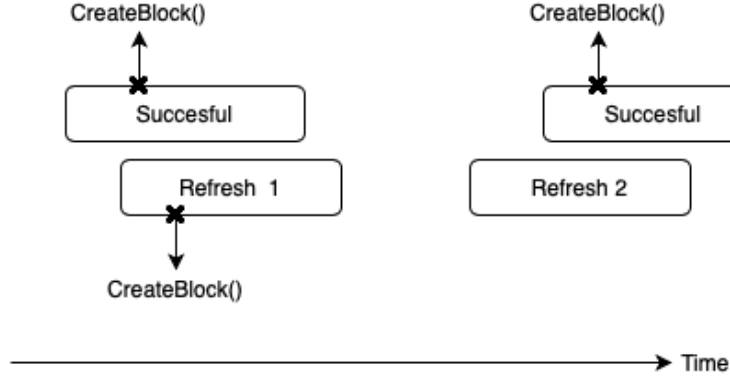 CreateBlock()
CreateBlock()
Succesful
Succesful
Refresh 1
Refresh 2
CreateBlock()
Time